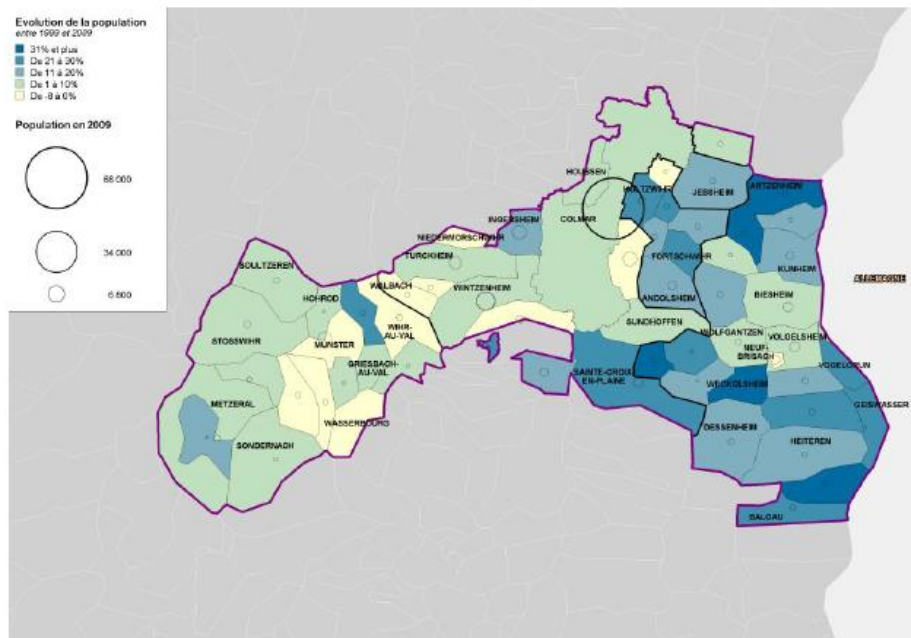 Evolution de la population
entre 1999 et 2009
31% et plus
De 21 à 30%
De 11 à 20%
De 1 à 10%
De -8 à 0%
Population en 2009
68 000
34 000
6 800
HOUSSEN
HOLTZWIHR
JEBSHEIM
ARTZENHEIM
INGERSHEIM
COLMAR
NIEDERMORSCHWIHR
TURCKHEIM
FORTSCHWIHR
KUNHEIM
SOULTZEREN
WALBACH
WINTZENHEIM
ANDOLSHEIM
BIESHEIM
ALLEMAGNE
HOHROD
WIHR-
AU-VAL
SUNDHOFFEN
WOLFGANTZEN
VOLGELSHEIM
STOSSWIHR
MUNSTER
NEUF-
BRISACH
GRIESBACH-
AU-VAL
VOGELGRUN
SAINTE-CROIX
EN-PLAINE
WECKOLSHEIM
METZERAL
GEISWASSER
WASSERBOURG
DESSENHEIM
SONDERNACH
HEITEREN
BALGAU